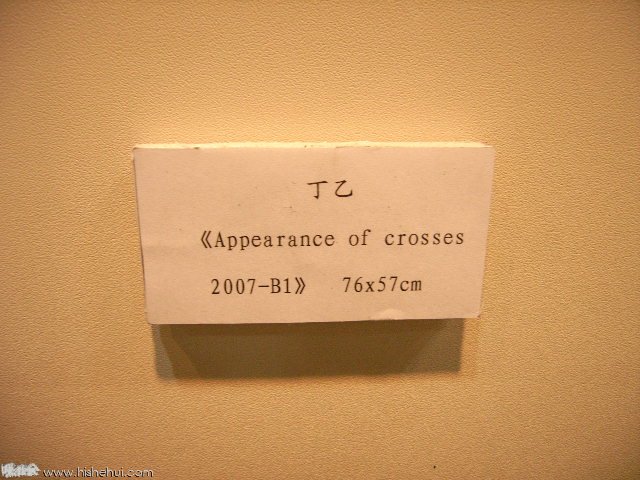 丁乙
《Appearance of crosses
2007-B1》 76x57cm
www.hishehui.com